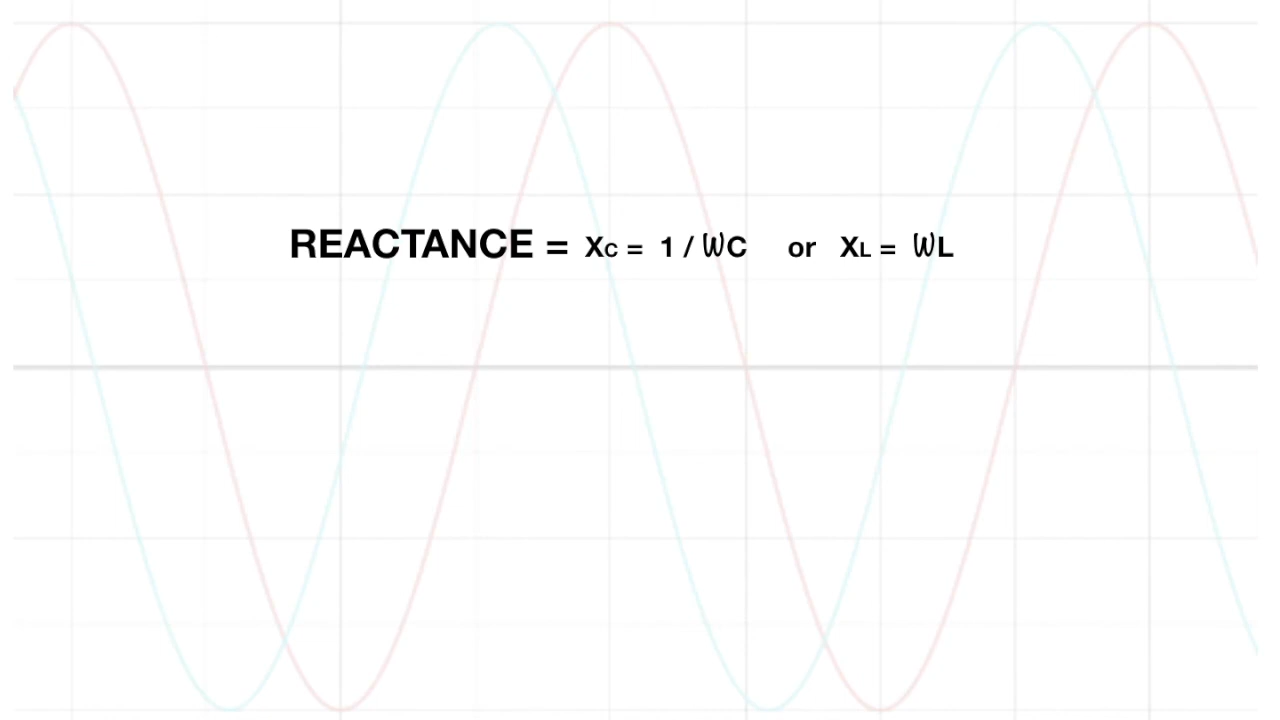 REACTANCE = Xc = 1 / ωC or XL = ωL